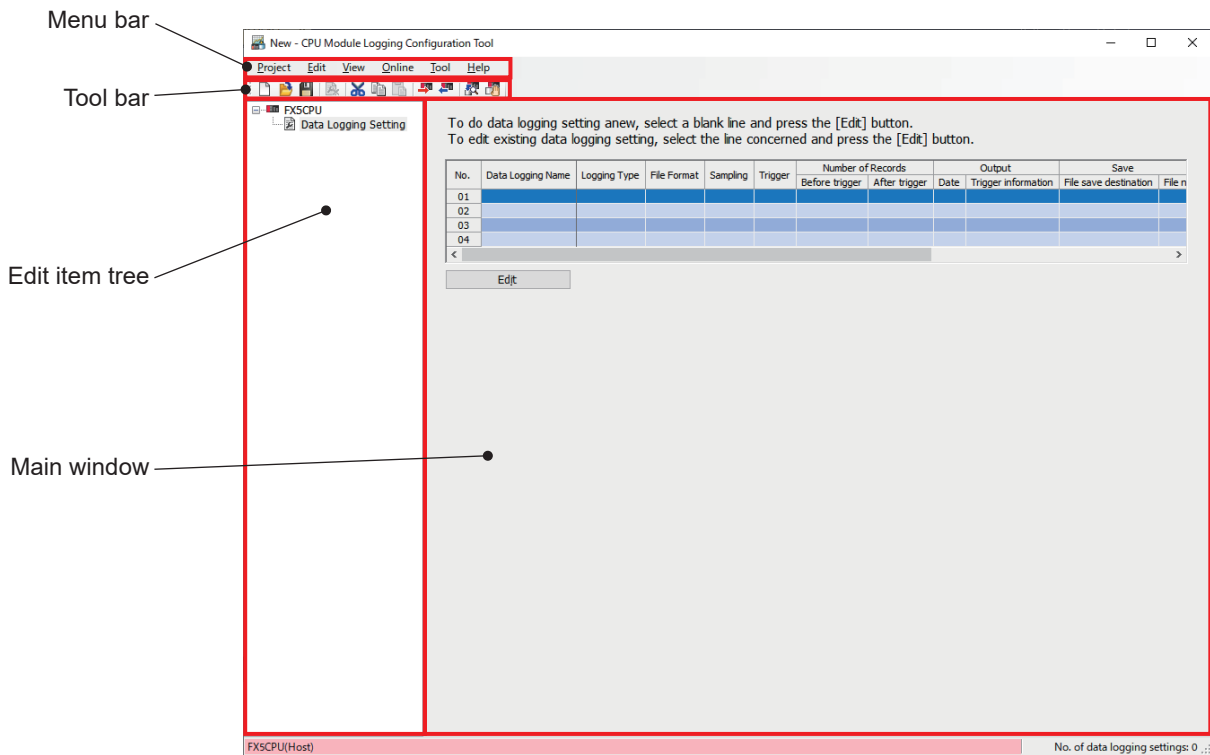 Menu bar
New - CPU Module Logging Configuration Tool
Project Edit View Online Tool Help
Tool bar
FX5CPU
Data Logging Setting
To do data logging setting anew, select a blank line and press the [Edit] button.
To edit existing data logging setting, select the line concerned and press the [Edit] button.
No. Data Logging Name Logging Type File Format Sampling Trigger Number of Records Output Save
Before trigger After trigger Date Trigger information File save destination File n
01
02
03
04
Edit item tree
Edit
Main window
FX5CPU(Host) No. of data logging settings: 0